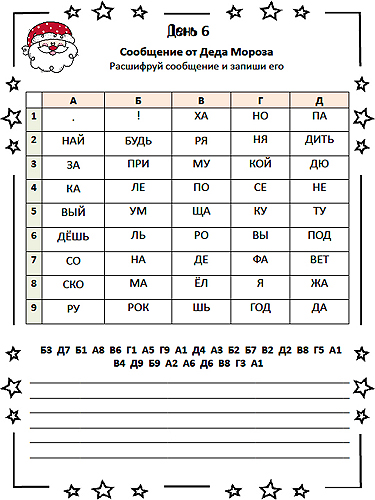 День 6
Сообщение от Деда Мороза
Расшифруй сообщение и запиши его
А Б В Г Д
1 . ! ХА НО ПА
2 НАЙ БУДЬ РЯ НЯ ДИТЬ
3 ЗА ПРИ МУ КОЙ ДЮ
4 КА ЛЕ ПО СЕ НЕ
5 ВЫЙ УМ ЩА КУ ТУ
6 ДЁШЬ ЛЬ РО ВЫ ПОД
7 СО НА ДЕ ФА ВЕТ
8 СКО МА ЁЛ Я ЖА
9 РУ РОК ШЬ ГОД ДА
Б3 Д7 Б1 А8 В6 Г1 А5 Г9 А1 Д4 А3 Б2 Б7 В2 Д2 В8 Г5 А1
В4 Д9 Б9 А2 А6 Д6 В8 Г3 А1